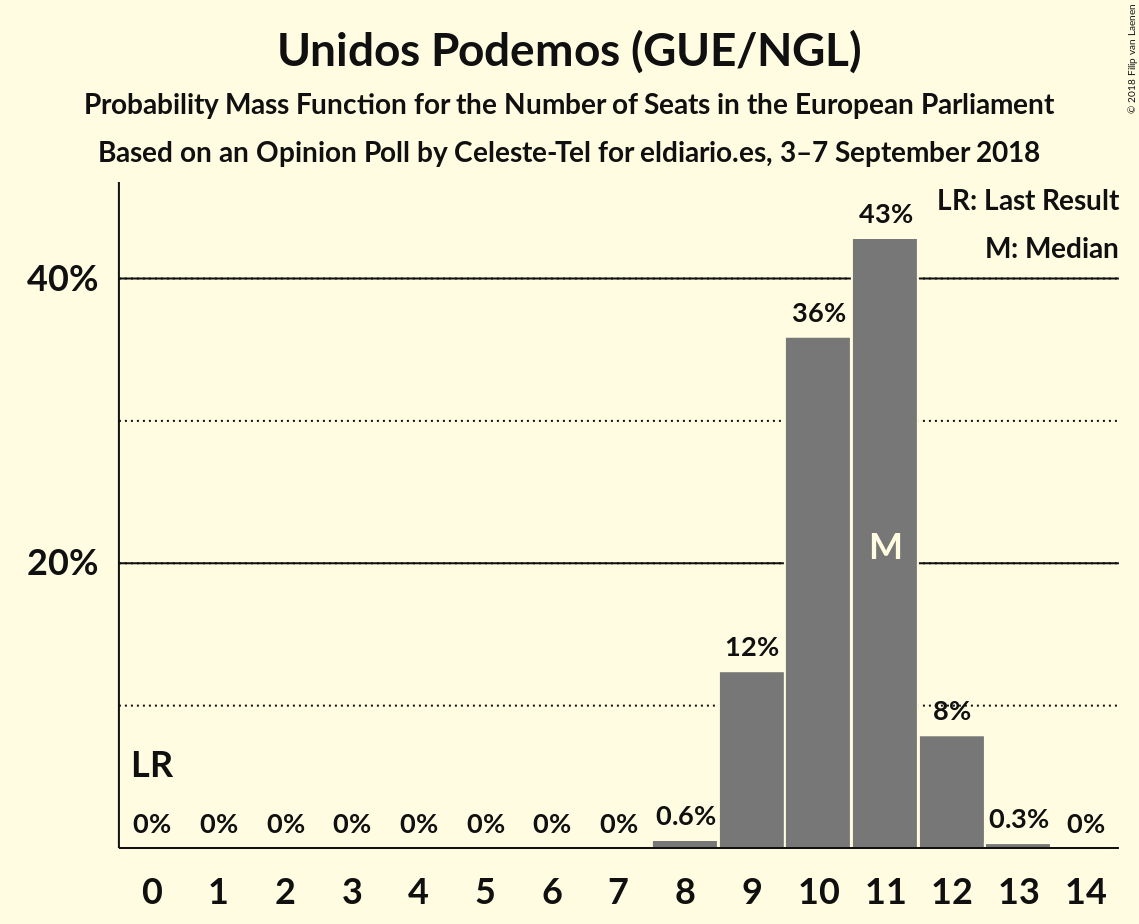 Unidos Podemos (GUE/NGL)
Probability Mass Function for the Number of Seats in the European Parliament
Based on an Opinion Poll by Celeste-Tel for eldiario.es, 3–7 September 2018
© 2018 Filip van Laenen
LR: Last Result
M: Median
43%
40%
36%
M
20%
12%
8%
LR
0% 0% 0% 0% 0% 0% 0% 0% 0.6% 0.3% 0%
0 1 2 3 4 5 6 7 8 9 10 11 12 13 14